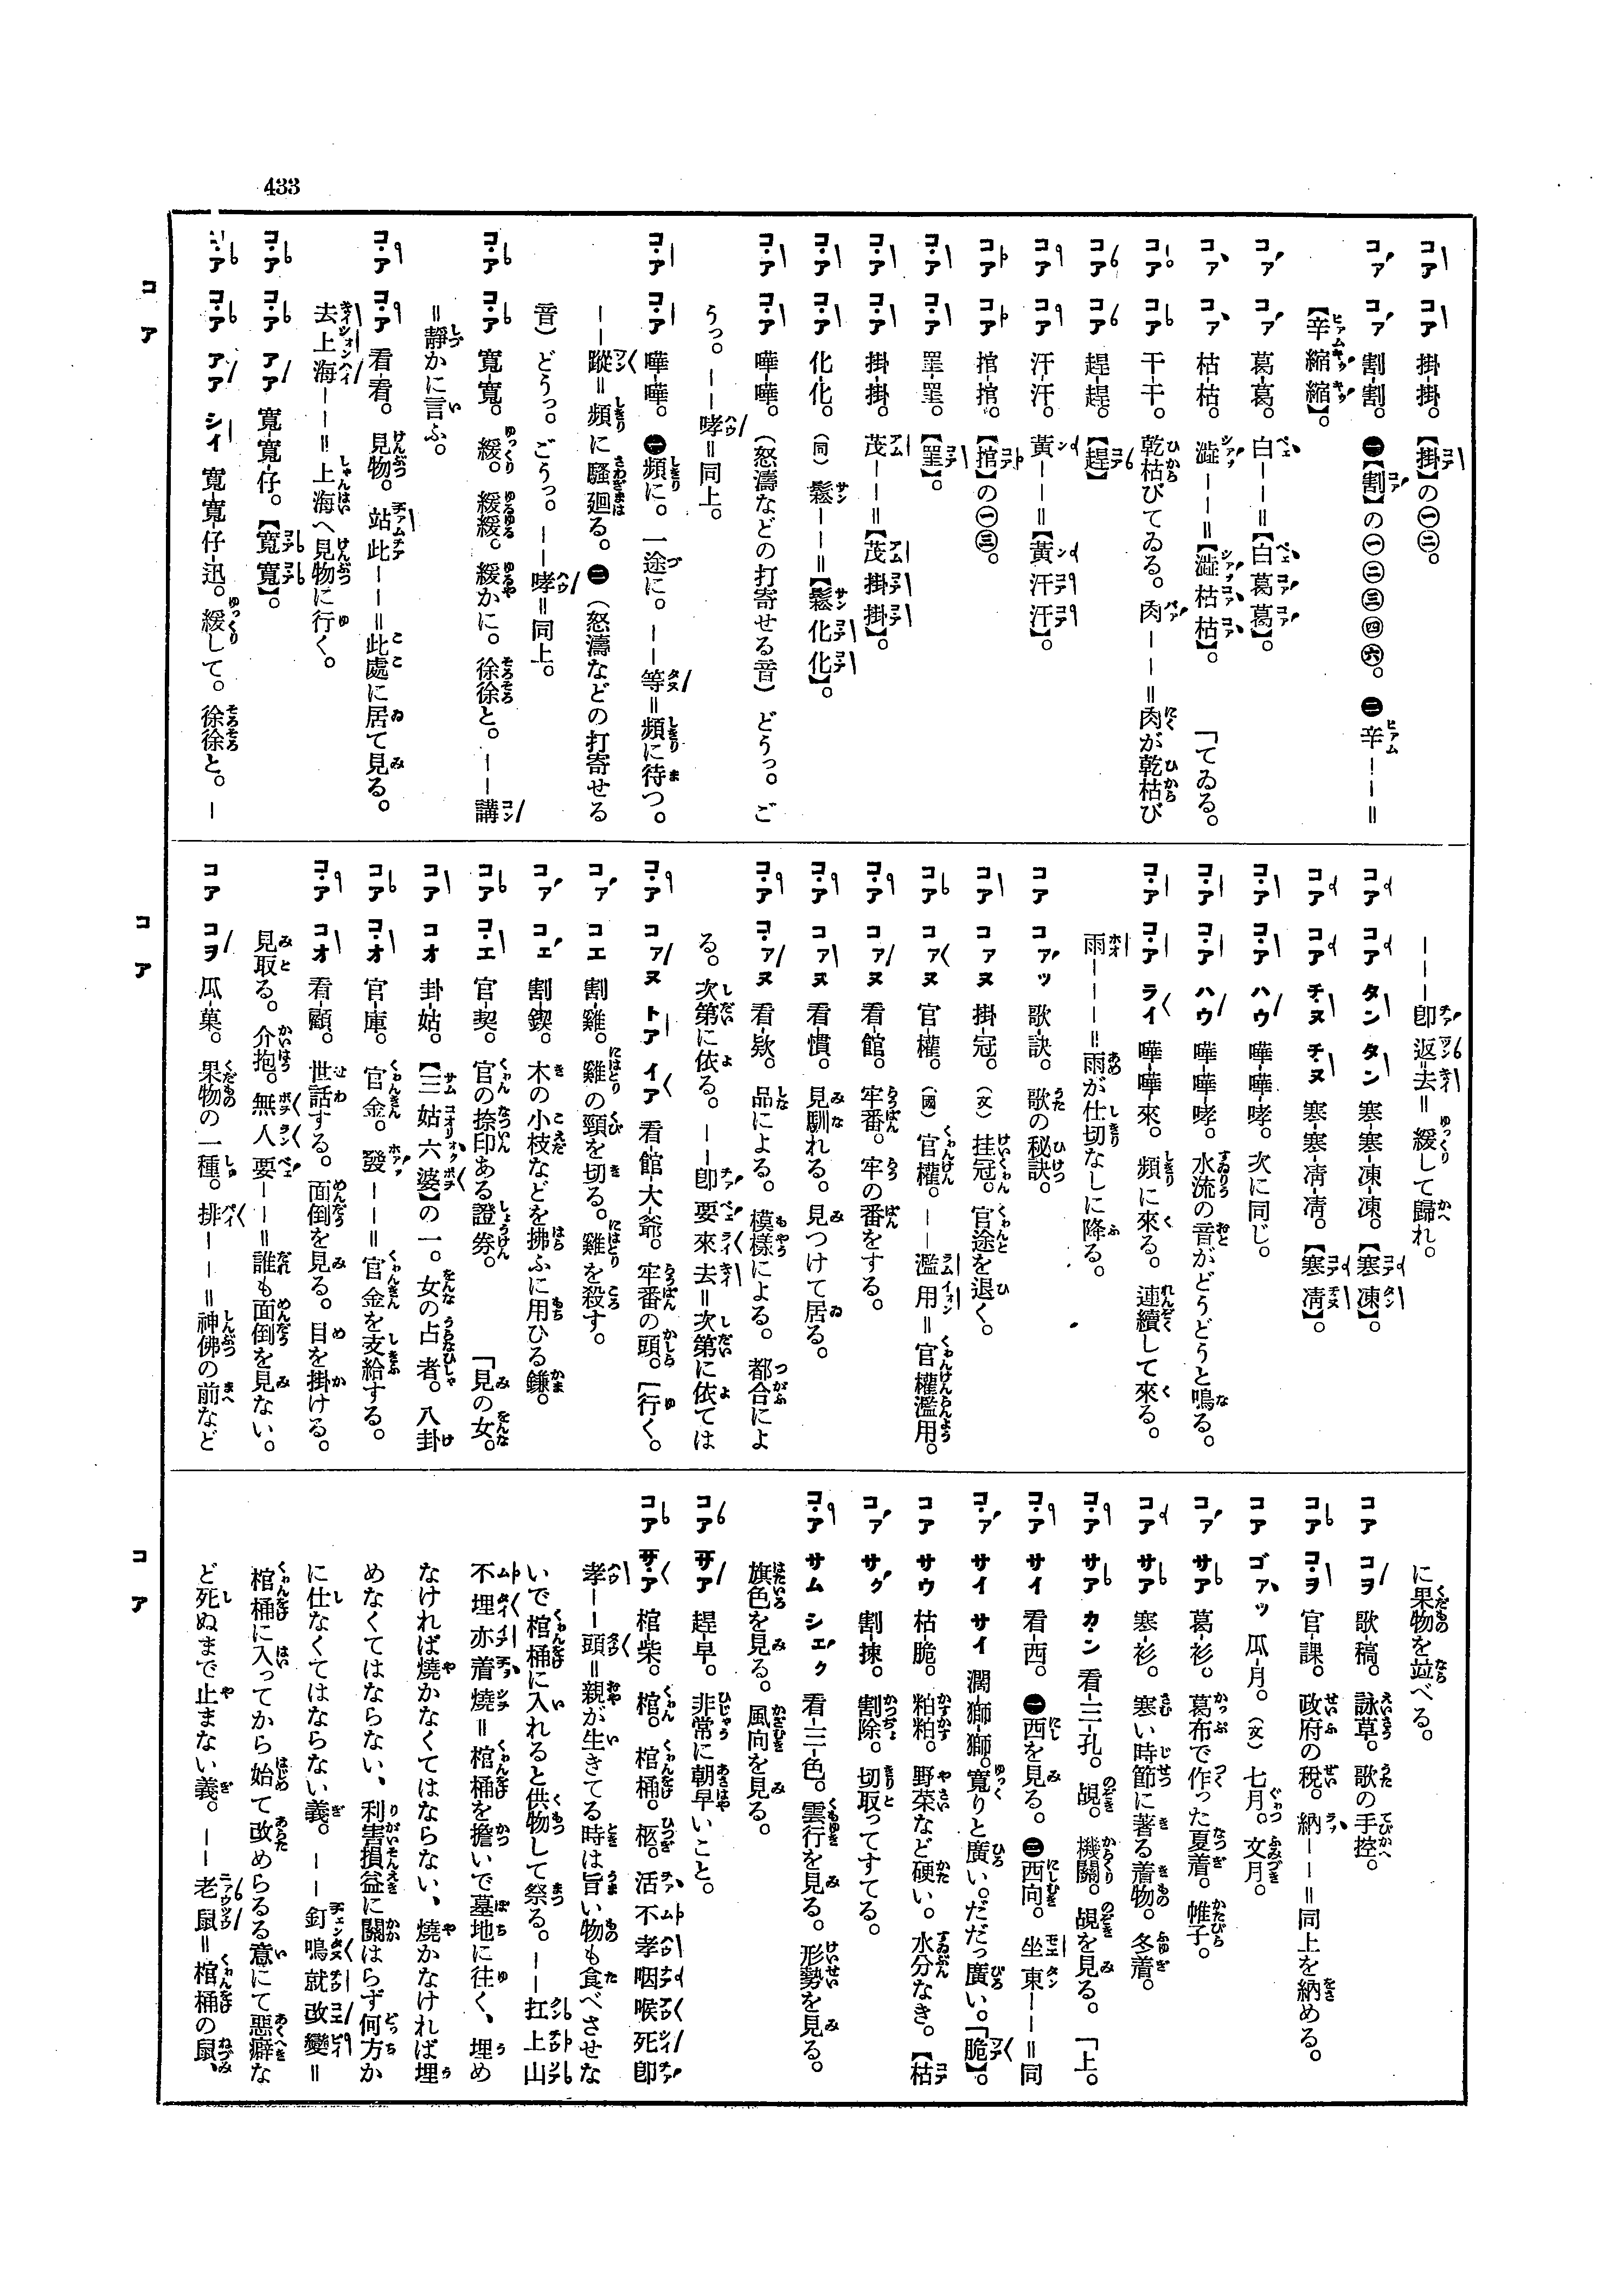 433
コア コア 掛-掛。【掛】の㊀㊁。
コァ コァ 割-割。❶【割】の㊀㊁㊂㊃㊅。❷辛――＝
【辛縮縮】。
コァ コァ 葛-葛。白――＝【白葛葛】。
コァ コァ 枯-枯。澁――＝【澁枯枯】。 「てゐる。
コア コア 干-干。乾枯びてゐる。肉――＝肉が乾枯び
コア コア 趕-趕。【趕】
コア コア 汗-汗。黃――＝【黃汗汗】。
コア コア 捾-捾。【捾】の㊀㊂。
コア コア 罣-罣。【罣】。
コア コア 掛-掛。茂――＝【茂掛掛】。
コア コア 化-化。(同)鬆――＝【鬆化化】。
コア コア 嘩-嘩。(怒濤などの打寄せる音)どうっ。ご
うっ。――哮＝同上。
コア コア 嘩-嘩。❶頻に。一途に。――等＝頻に待つ。
――蹤＝頻に騷廻る。❷(怒濤などの打寄せる
音)どうっ。ごうっ。――哮＝同上。
コア コア 寬-寬。緩。緩緩。緩かに。徐徐と。――講
＝靜かに言ふ。
コア コア 看-看。見物。站此――＝此處に居て見る。
去上海――＝上海へ見物に行く。
コア コア アア 寬-寬-仔。【寬寬】。
コア コア アア シイ 寬-寬-仔-迅。緩して。徐徐と。―
―――卽返去＝緩して歸れ。
コア コア タン タン 寒-寒-凍-凍。【寒凍】。
コア コア チヌ チヌ 寒-寒-凊-凊。【寒凊】。
コア コア ハウ 嘩-嘩-哮。次に同じ。
コア コア ハウ 嘩-嘩-哮。水流の音がどうどうと鳴る。
コア コア ライ 嘩-嘩-來。頻に來る。連續して來る。
雨―――＝雨が仕切なしに降る。
コア コァッ 歌-訣。歌の秘訣。
コア コァヌ 掛-冠。(文)挂冠。官途を退く。
コア コァヌ 官-權。(國)官權。――濫用＝官權濫用。
コア コァヌ 看-館。牢番。牢の番をする。
コア コァヌ 看-慣。見馴れる。見つけて居る。
コア コァヌ 看-欵。品による。模樣による。都合によ
る。次第に依る。――卽要來去＝次第に依ては
コア コァヌ トア イア 看-館-大-爺。牢番の頭。 「行く。
コァ コエ 割-雞。雞の頸を切る。雞を殺す。
コァ コェ 割-鍥。木の小枝などを拂ふに用ひる鎌。
コア コエ 官-契。官の捺印ある證券。 「見の女。
コア コオ 卦-姑。【三姑六婆】の一。女の占者。八卦
コア コオ 官-庫。官金。發――＝官金を支給する。
コア コオ 看-顧。世話する。面倒を見る。目を掛ける。
見取る。介抱。無人要――＝誰も面倒を見ない。
コア コヲ 瓜-菓。果物の一種。排――＝神佛の前など
に果物を竝べる。
コア コヲ 歌-稿。詠草。歌の手控。
コア コヲ 官-課。政府の稅。納――＝同上を納める。
コア ゴァッ 瓜-月。(文)七月。文月。
コァ サア 葛-衫。葛布で作った夏着。帷子。
コア サア 寒-衫。寒い時節に著る着物。冬着。
コア サア カン 看-三-孔。覘。機關。覘を見る。 「上。
コア サイ 看-西。❶西を見る。❷西向。坐東――＝同
コァ サイ サイ 濶-獅-獅。寬りと廣い。だだっ廣い。 「脆】。
コア サウ 枯-脆。粕粕。野菜など硬い。水分なき。【枯
コァ サク 割-揀。割除。切取ってすてる。
コア サム シェク 看-三-色。雲行を見る。形勢を見る。
旗色を見る。風向を見る。
コア サア 趕-早。非常に朝早いこと。
コア サア 棺-柴。棺。棺桶。柩。活不孝咽喉死卽
孝――頭＝親が生きてる時は旨い物も食べさせな
いで棺桶に入れると供物して祭る。――扛上山
不埋亦着燒＝棺桶を擔いで墓地に往く、埋め
なければ燒かなくてはならない、燒かなければ埋
めなくてはならない、利害損益に關はらず何方か
に仕なくてはならない義。――釘鳴就改變＝
棺桶に入ってから始て改めらるる意にて惡癖な
ど死ぬまで止まない義。――老鼠＝棺桶の鼠、
コ ア
コ ア
コ ア